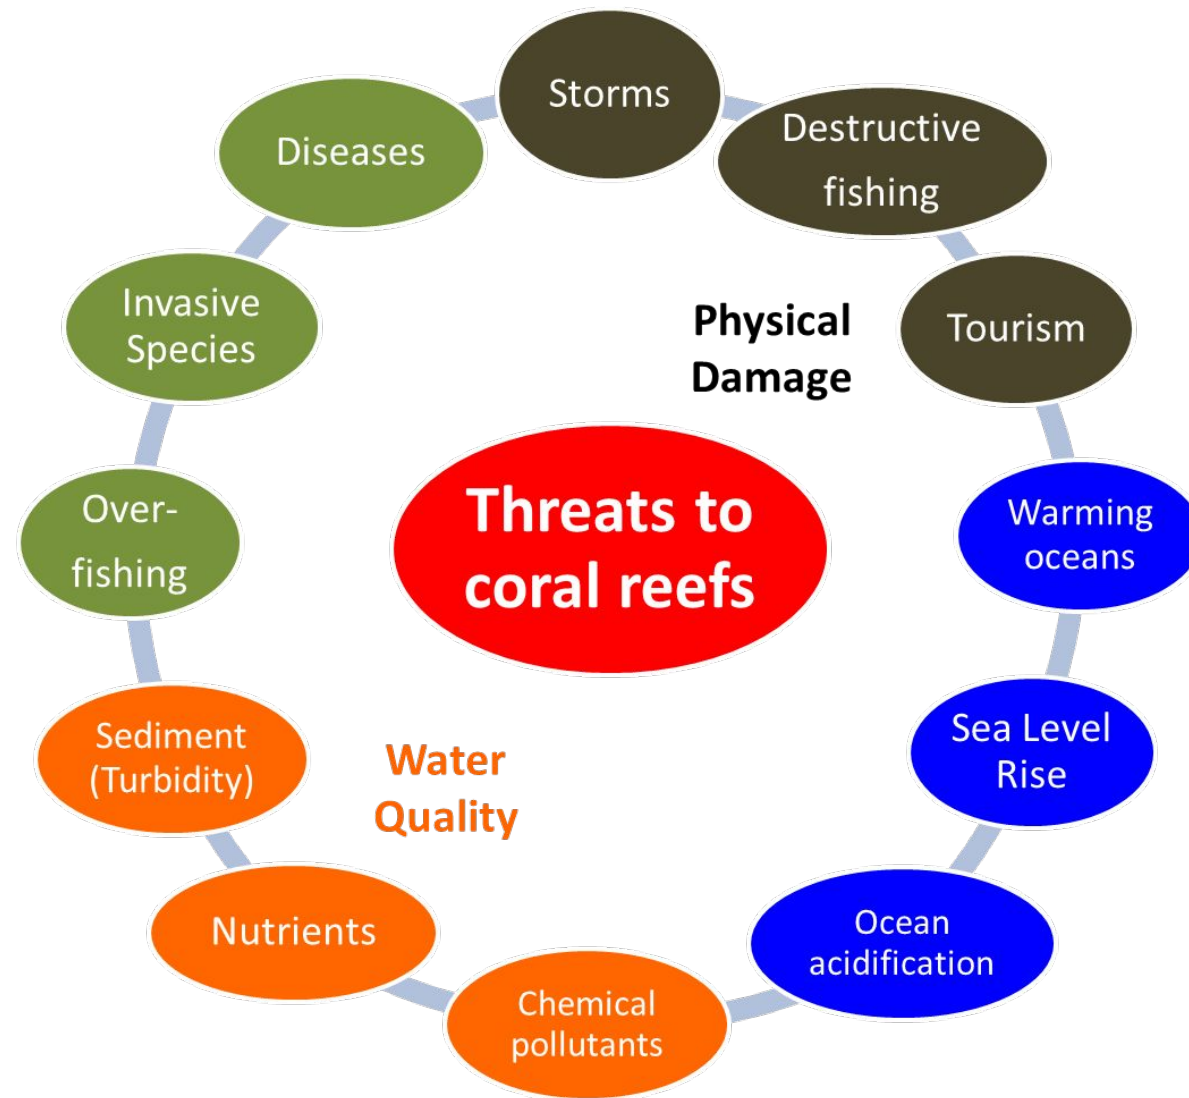 Storms
Destructive
fishing
Tourism
Warming
oceans
Sea Level
Rise
Ocean
acidification
Chemical
pollutants
Nutrients
Sediment
(Turbidity)
Over-
fishing
Invasive
Species
Diseases
Physical
Damage
Threats to
coral reefs
Water
Quality